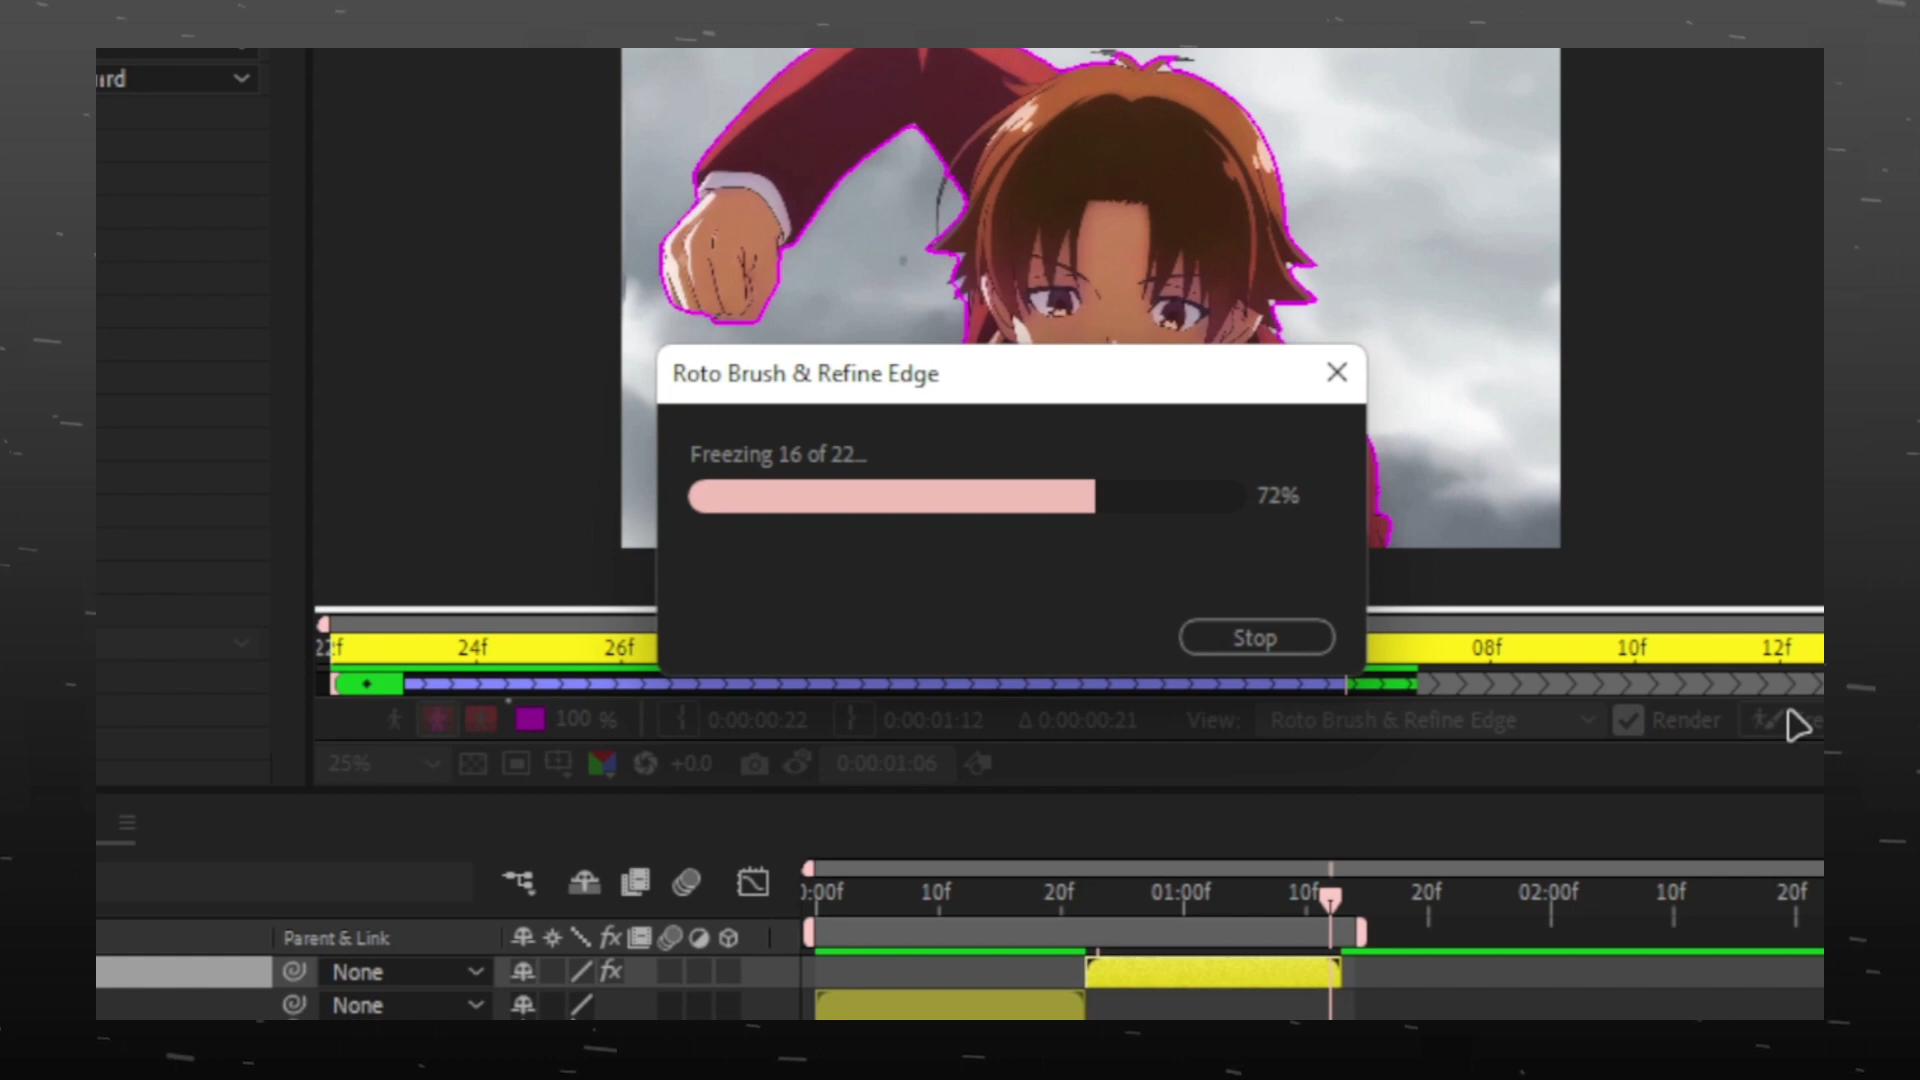 Roto Brush & Refine Edge
Freezing 16 of 22...
72%
Stop
24f 26f 08f 10f 12f
100 % 0:00:00:22 0:00:01:12 Δ 0:00:00:21 View: Roto Brush & Refine Edge Render
25% +0.0 0:00:01:06
:00f 10f 20f 01:00f 10f 20f 02:00f 10f 20f
Parent & Link fx
None fx
None